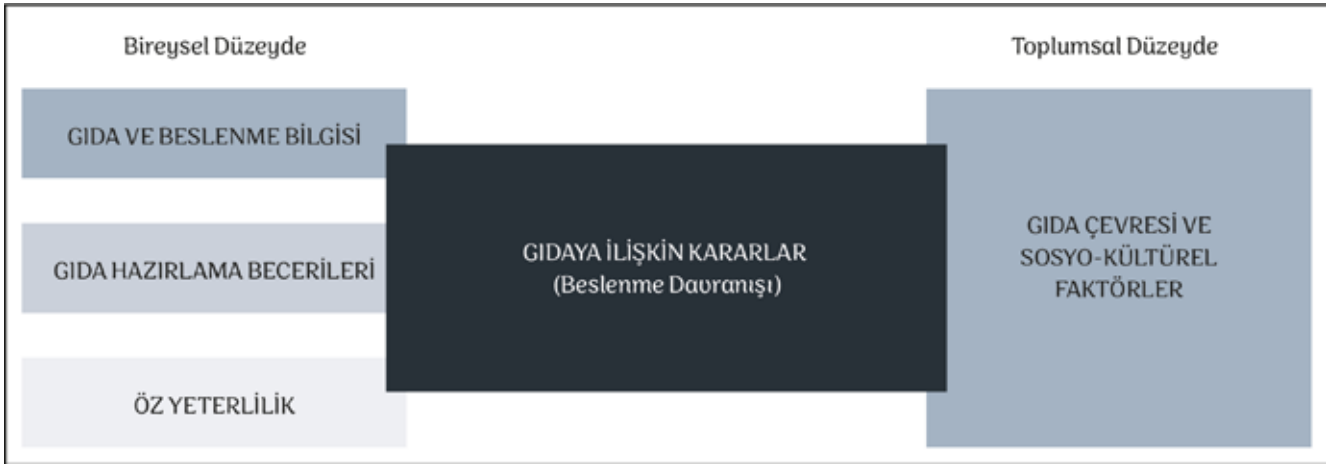 Bireysel Düzeyde
Toplumsal Düzeyde
GIDA VE BESLENME BİLGİSİ
GIDA HAZIRLAMA BECERİLERİ
ÖZ YETERLİLİK
GIDAYA İLİŞKİN KARARLAR
(Beslenme Davranışı)
GIDA ÇEVRESİ VE
SOSYO-KÜLTÜREL
FAKTÖRLER